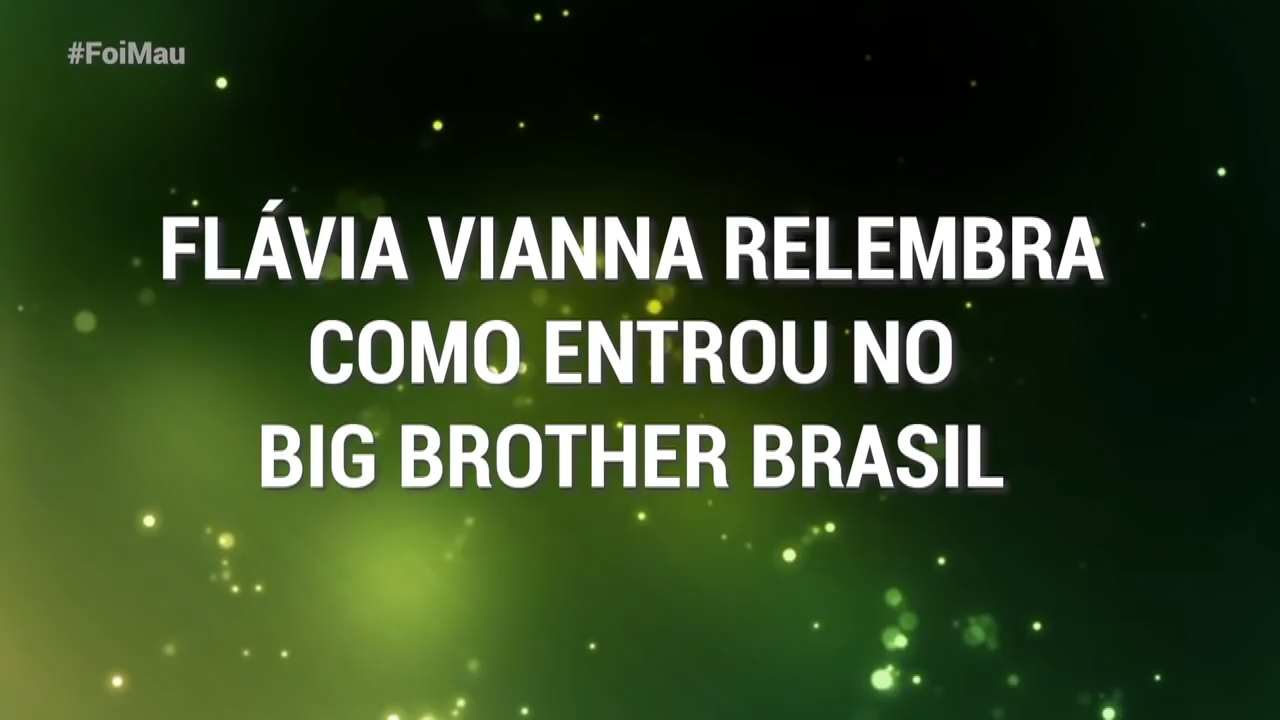 #FoiMau
FLÁVIA VIANNA RELEMBRA
COMO ENTROU NO
BIG BROTHER BRASIL